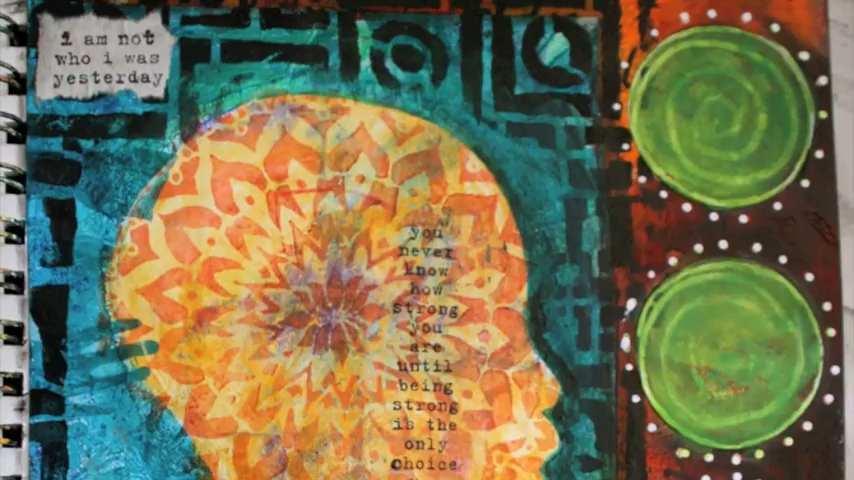 i am not
who i was
yesterday
you
never
know
how
strong
you
are
until
being
strong
is the
only
choice